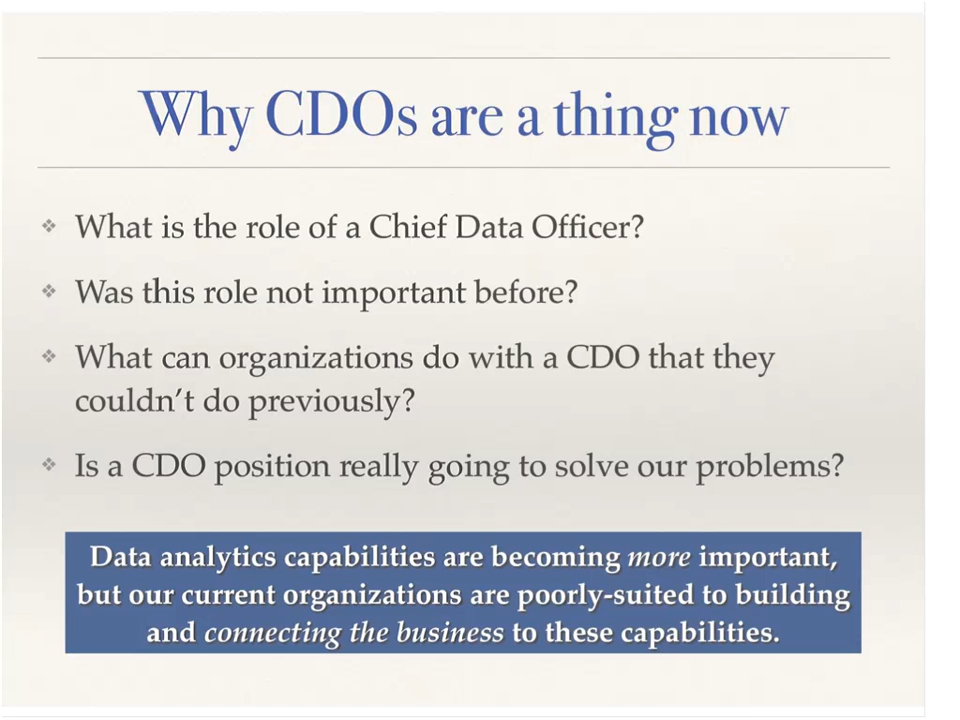 Why CDOs are a thing now
What is the role of a Chief Data Officer?
Was this role not important before?
What can organizations do with a CDO that they
couldn't do previously?
Is a CDO position really going to solve our problems?
Data analytics capabilities are becoming more important,
but our current organizations are poorly-suited to building
and connecting the business to these capabilities.